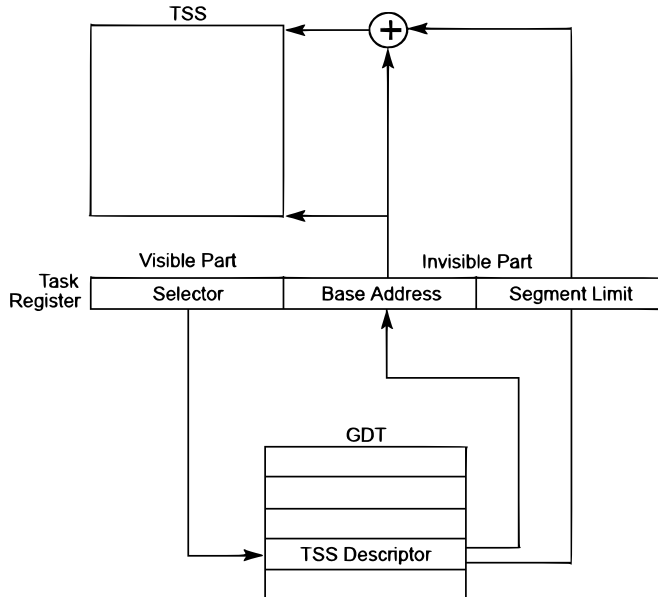 TSS
+
Visible Part
Invisible Part
Task
Register
Selector
Base Address
Segment Limit
GDT
TSS Descriptor